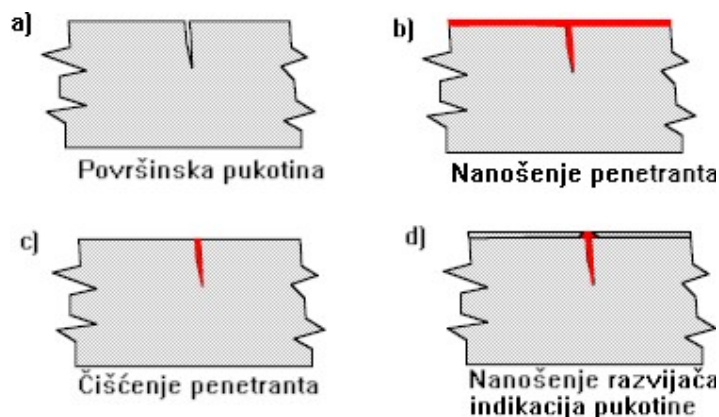 a)
Površinska pukotina
b)
Nanošenje penetranta
c)
Čišćenje penetranta
d)
Nanošenje razvijača
indikacija pukotine